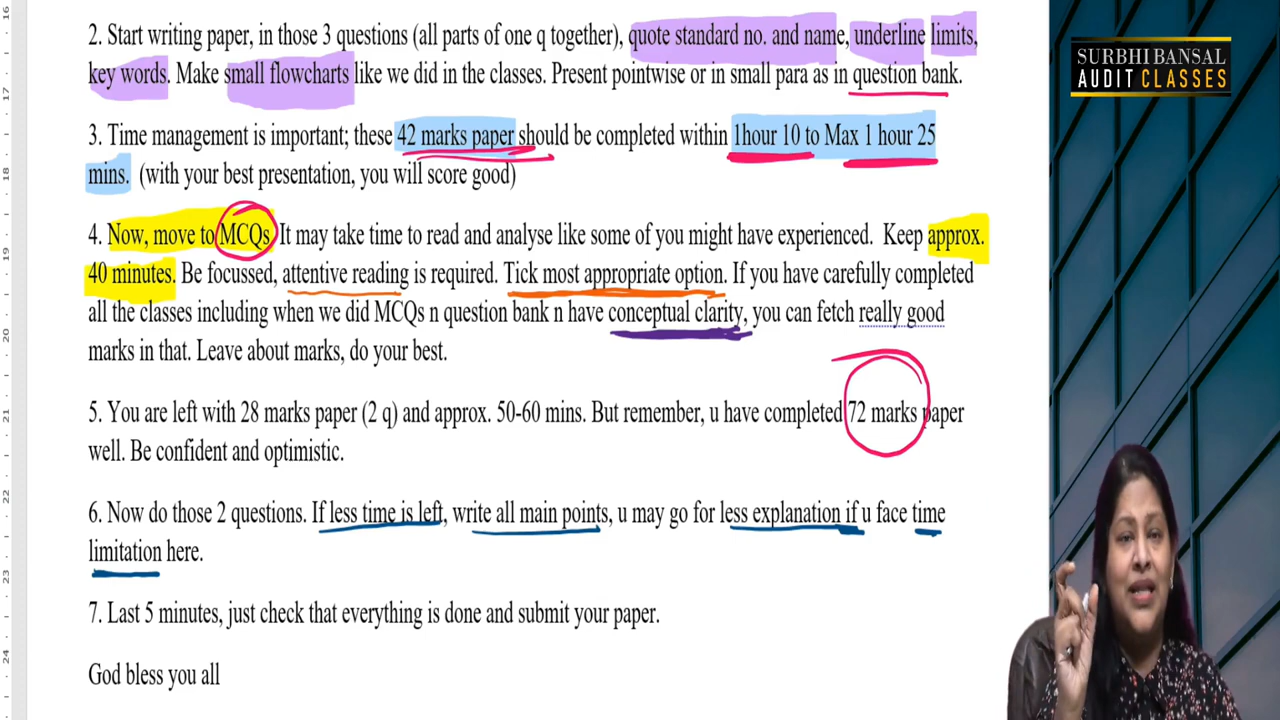 2. Start writing paper, in those 3 questions (all parts of one q together), quote standard no. and name, underline limits,
key words. Make small flowcharts like we did in the classes. Present pointwise or in small para as in question bank.
3. Time management is important; these 42 marks paper should be completed within 1hour 10 to Max 1 hour 25
mins. (with your best presentation, you will score good)
4. Now, move to MCQs. It may take time to read and analyse like some of you might have experienced. Keep approx.
40 minutes. Be focussed, attentive reading is required. Tick most appropriate option. If you have carefully completed
all the classes including when we did MCQs n question bank n have conceptual clarity, you can fetch really good
marks in that. Leave about marks, do your best.
5. You are left with 28 marks paper (2 q) and approx. 50-60 mins. But remember, u have completed 72 marks paper
well. Be confident and optimistic.
6. Now do those 2 questions. If less time is left, write all main points, u may go for less explanation if u face time
limitation here.
7. Last 5 minutes, just check that everything is done and submit your paper.
God bless you all
SURBHI BANSAL
AUDIT CLASSES
16
17
18
19
20
21
22
23
24